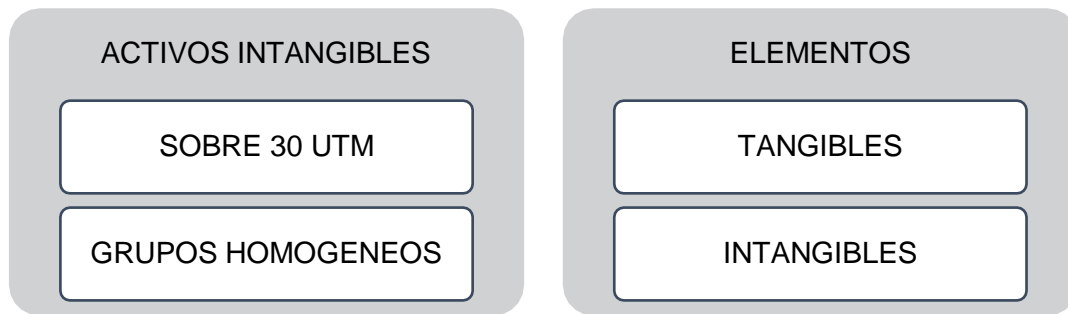 ACTIVOS INTANGIBLES
SOBRE 30 UTM
GRUPOS HOMOGENEOS
ELEMENTOS
TANGIBLES
INTANGIBLES